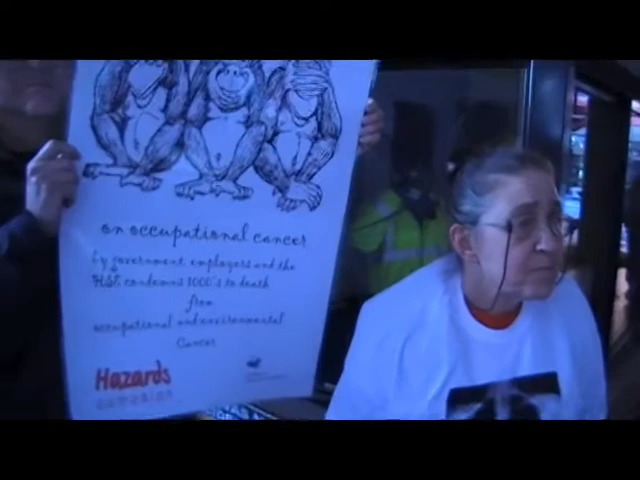 on occupational cancer
by government, employers and the
HSE condemns 1000's to death
from
occupational and environmental
Cancer
Hazards
campaign